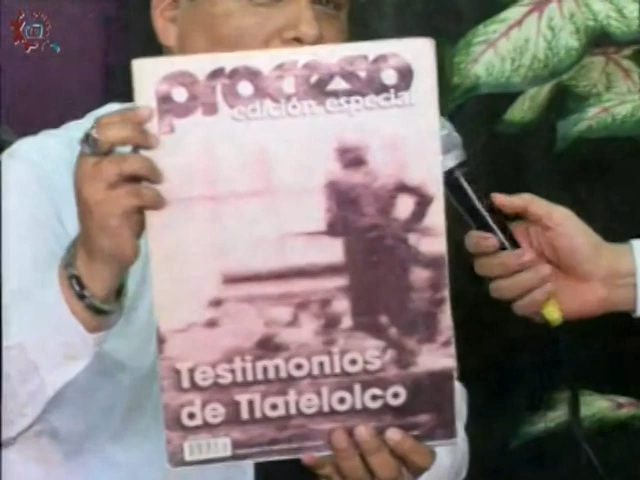 proceso
edición especial
Testimonios
de Tlatelolco